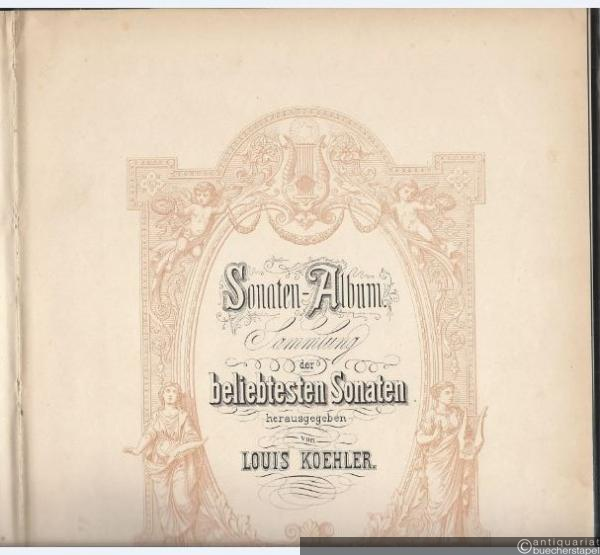 Sonaten-Album.
Sammlung
der
beliebtesten Sonaten
herausgegeben
von
LOUIS KOEHLER.
©antiquariat
buecherstapel